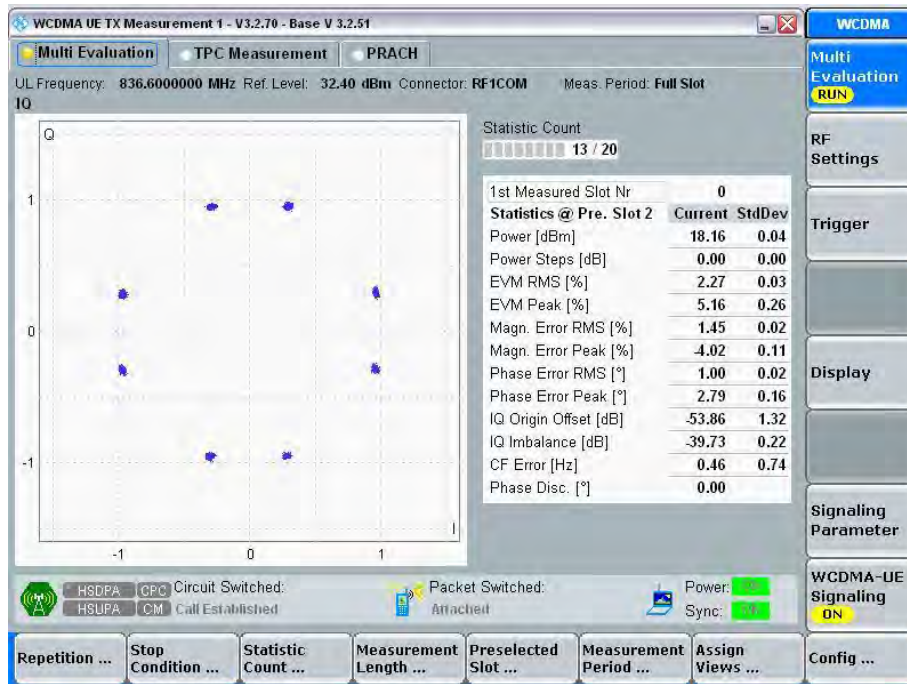 WCDMA UE TX Measurement 1 - V3.2.70 - Base V 3.2.51
WCDMA
Multi Evaluation
TPC Measurement
PRACH
UL Frequency: 836.6000000 MHz Ref. Level: 32.40 dBm Connector: RF1COM Meas. Period: Full Slot
IQ
Q
1
0
-1
-1 0 1
I
Statistic Count
13 / 20
1st Measured Slot Nr 0
Statistics @ Pre. Slot 2 Current StdDev
Power [dBm] 18.16 0.04
Power Steps [dB] 0.00 0.00
EVM RMS [%] 2.27 0.03
EVM Peak [%] 5.16 0.26
Magn. Error RMS [%] 1.45 0.02
Magn. Error Peak [%] -4.02 0.11
Phase Error RMS [°] 1.00 0.02
Phase Error Peak [°] 2.79 0.16
IQ Origin Offset [dB] -53.86 1.32
IQ Imbalance [dB] -39.73 0.22
CF Error [Hz] 0.46 0.74
Phase Disc. [°] 0.00
Multi
Evaluation
RUN
RF
Settings
Trigger
Display
Signaling
Parameter
WCDMA-UE
Signaling
ON
HSDPA CPC Circuit Switched: Packet Switched: Power:
HSUPA CM Call Established Attached Sync:
Repetition ...
Stop
Condition ...
Statistic
Count ...
Measurement
Length ...
Preselected
Slot ...
Measurement
Period ...
Assign
Views ...
Config ...